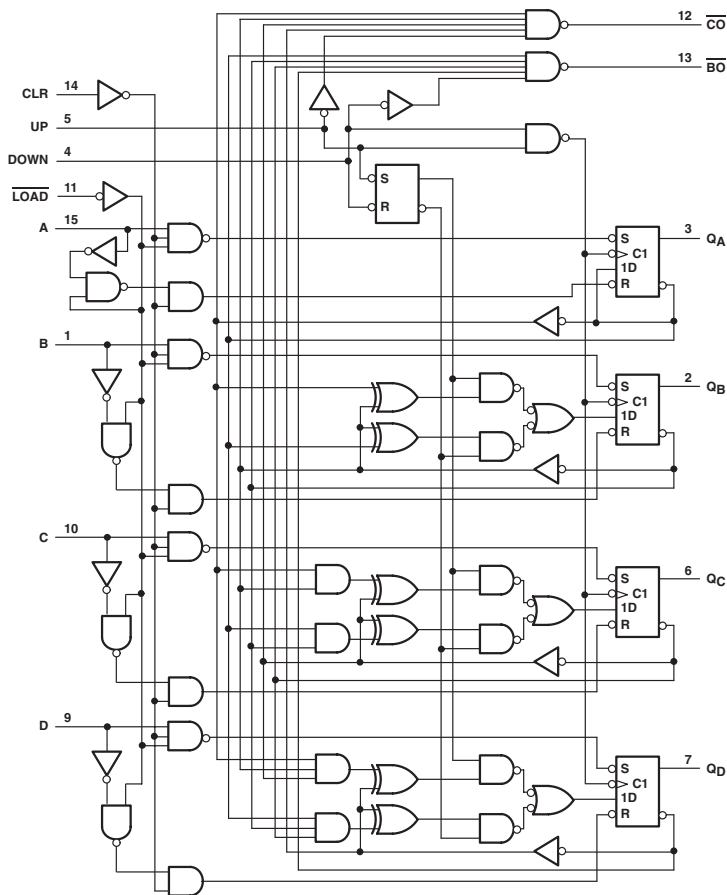 12 CO
13 BO
CLR 14
UP 5
DOWN 4
LOAD 11
S
R
A 15
3 QA
S
C1
1D
R
B 1
2 QB
S
C1
1D
R
C 10
6 QC
S
C1
1D
R
D 9
7 QD
S
C1
1D
R